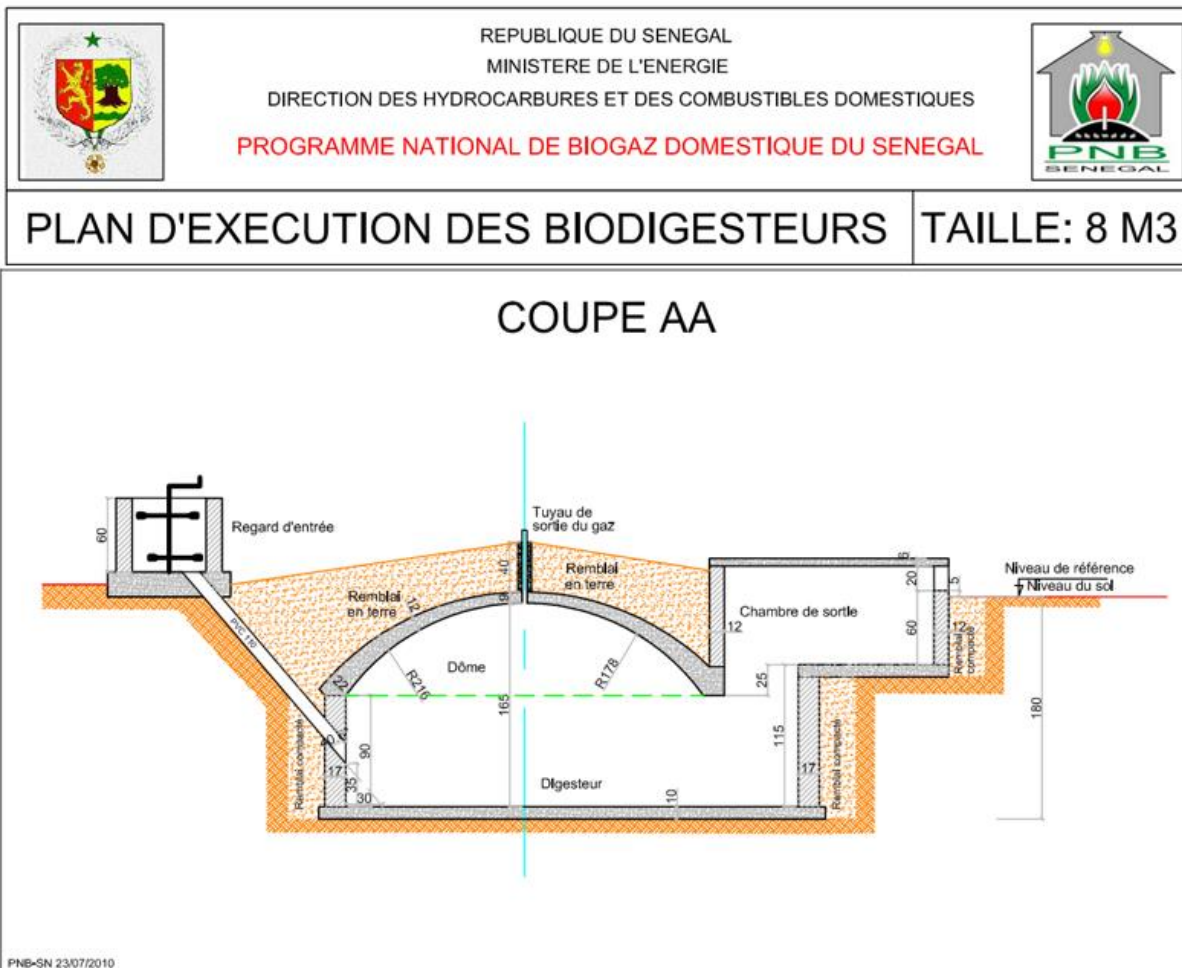 REPUBLIQUE DU SENEGAL
MINISTERE DE L'ENERGIE
DIRECTION DES HYDROCARBURES ET DES COMBUSTIBLES DOMESTIQUES
PROGRAMME NATIONAL DE BIOGAZ DOMESTIQUE DU SENEGAL
PNB
SENEGAL
PLAN D'EXECUTION DES BIODIGESTEURS
TAILLE: 8 M3
COUPE AA
60
Regard d'entrée
Tuyau de
sortie du gaz
40
9
Remblai
en terre
Remblai
en terre
12
PVC 110
6
20
5
Niveau de référence
Niveau du sol
Chambre de sortie
60
12
12
Remblai
compacté
22
Dôme
R216
R178
165
25
115
180
Remblai compacté
17
35
30
90
Digesteur
10
17
Remblai compacté
PNB-SN 23/07/2010